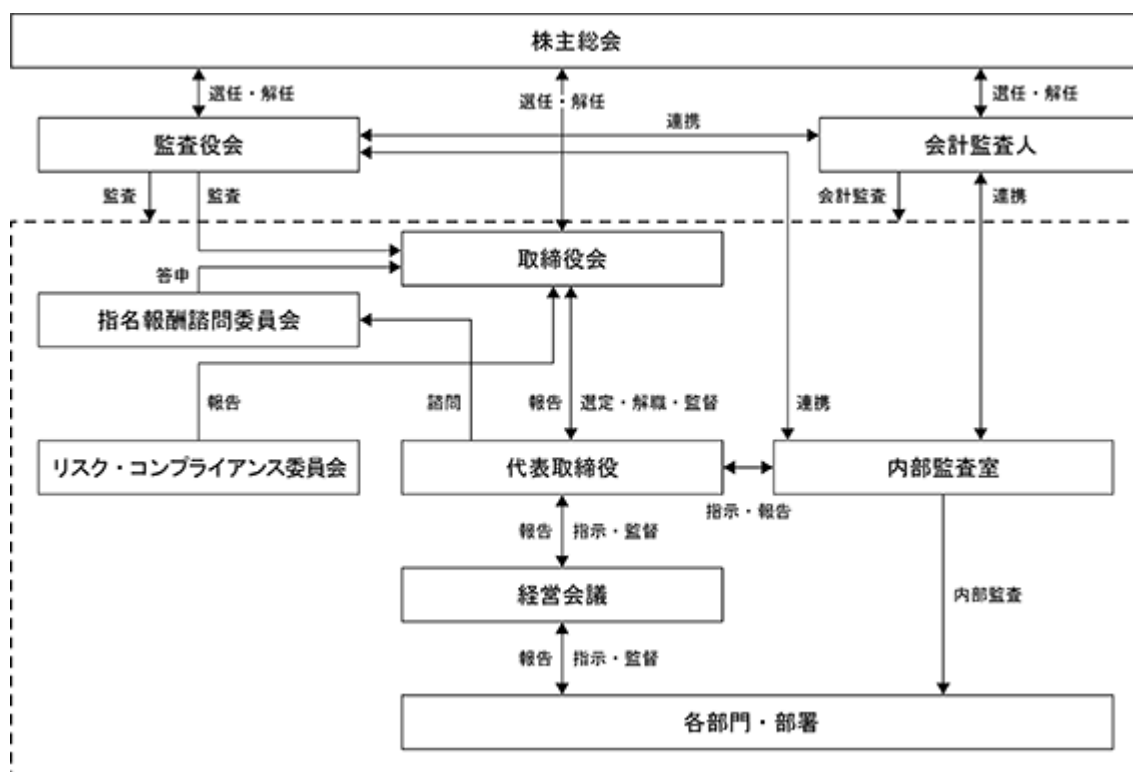 株主総会
選任・解任
選任・解任
選任・解任
連携
監査役会
会計監査人
監査
監査
会計監査
連携
取締役会
答申
指名報酬諮問委員会
報告
諮問
報告
選定・解職・監督
連携
リスク・コンプライアンス委員会
代表取締役
内部監査室
指示・報告
報告
指示・監督
経営会議
内部監査
報告
指示・監督
各部門・部署